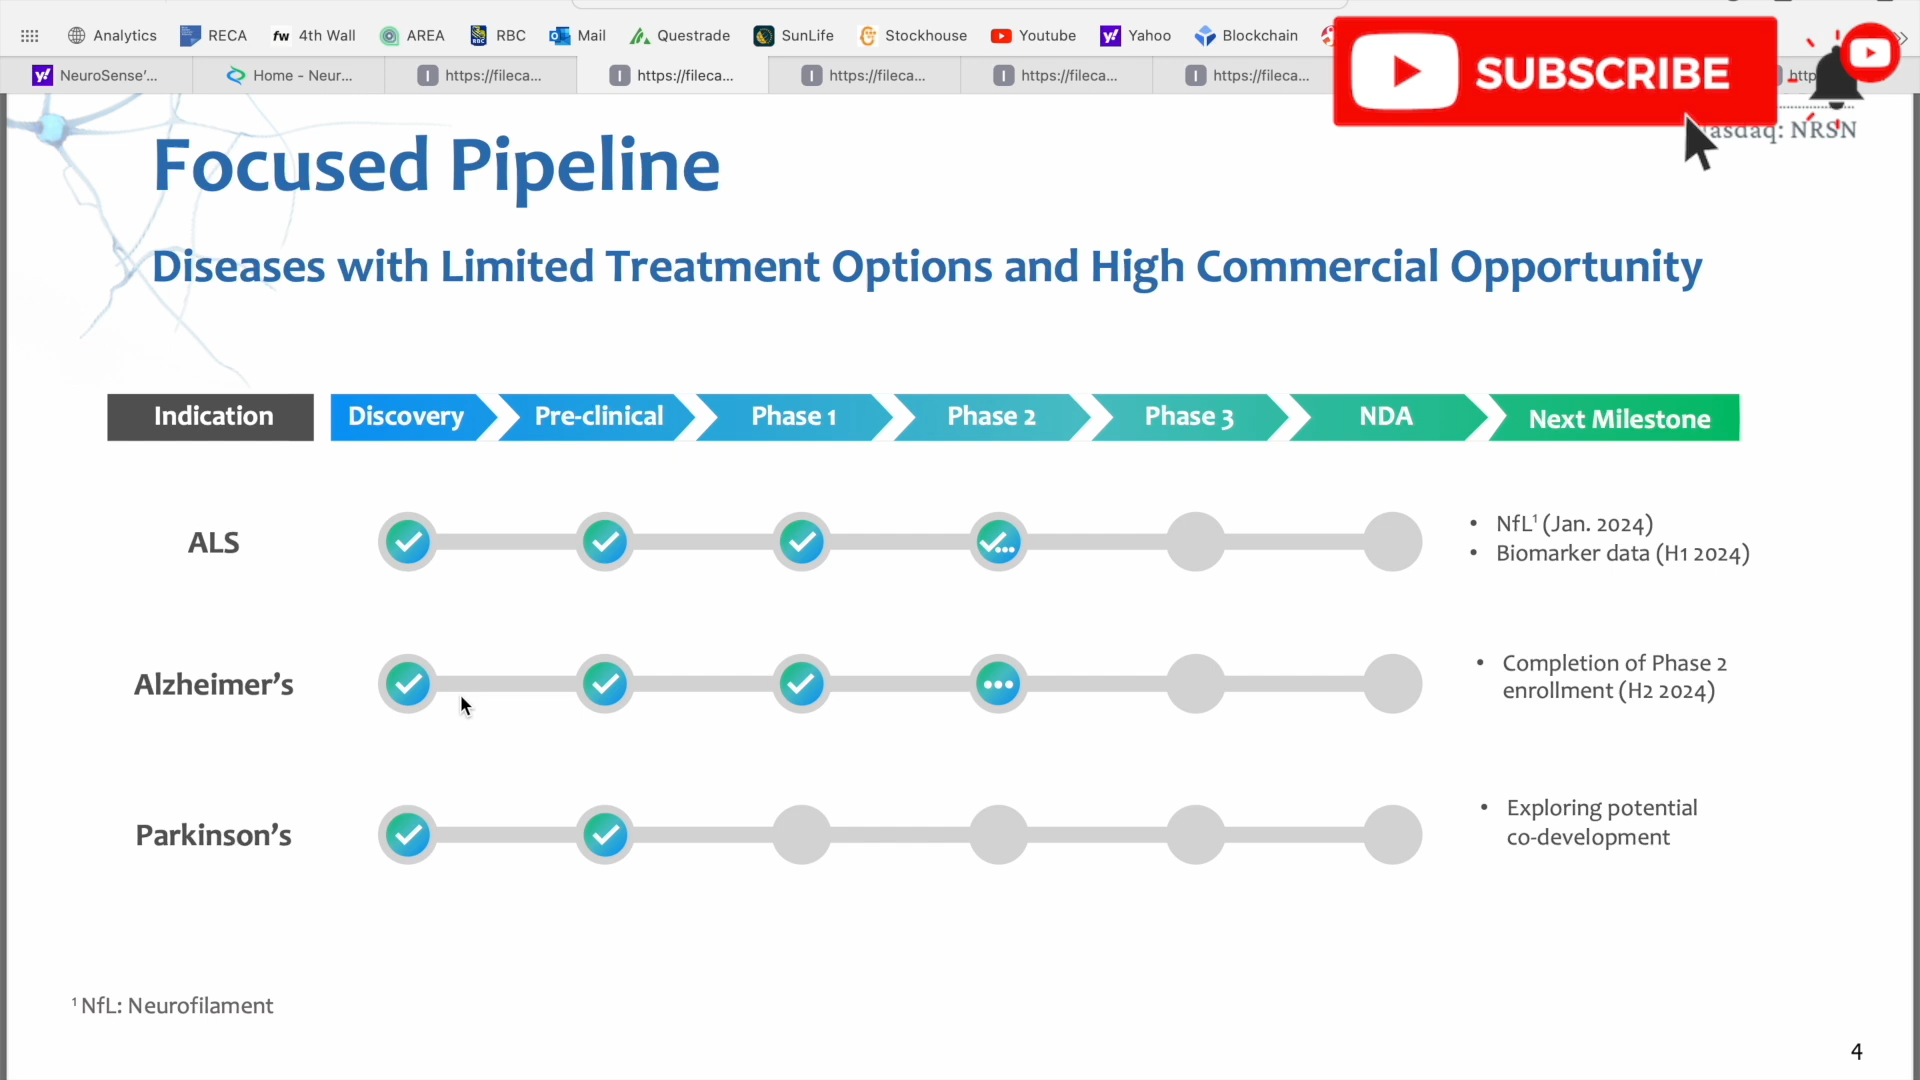 Analytics RECA fw 4th Wall AREA RBC Mail Questrade SunLife Stockhouse Youtube Yahoo Blockchain
SUBSCRIBE
NeuroSense’... Home - Neur... https://fileca... https://fileca... https://fileca... https://fileca... https://fileca... http
Nasdaq: NRSN
Focused Pipeline
Diseases with Limited Treatment Options and High Commercial Opportunity
Indication Discovery Pre-clinical Phase 1 Phase 2 Phase 3 NDA Next Milestone
ALS
• NfL¹ (Jan. 2024)
• Biomarker data (H1 2024)
Alzheimer’s
• Completion of Phase 2
enrollment (H2 2024)
Parkinson’s
• Exploring potential
co-development
¹ NfL: Neurofilament
4